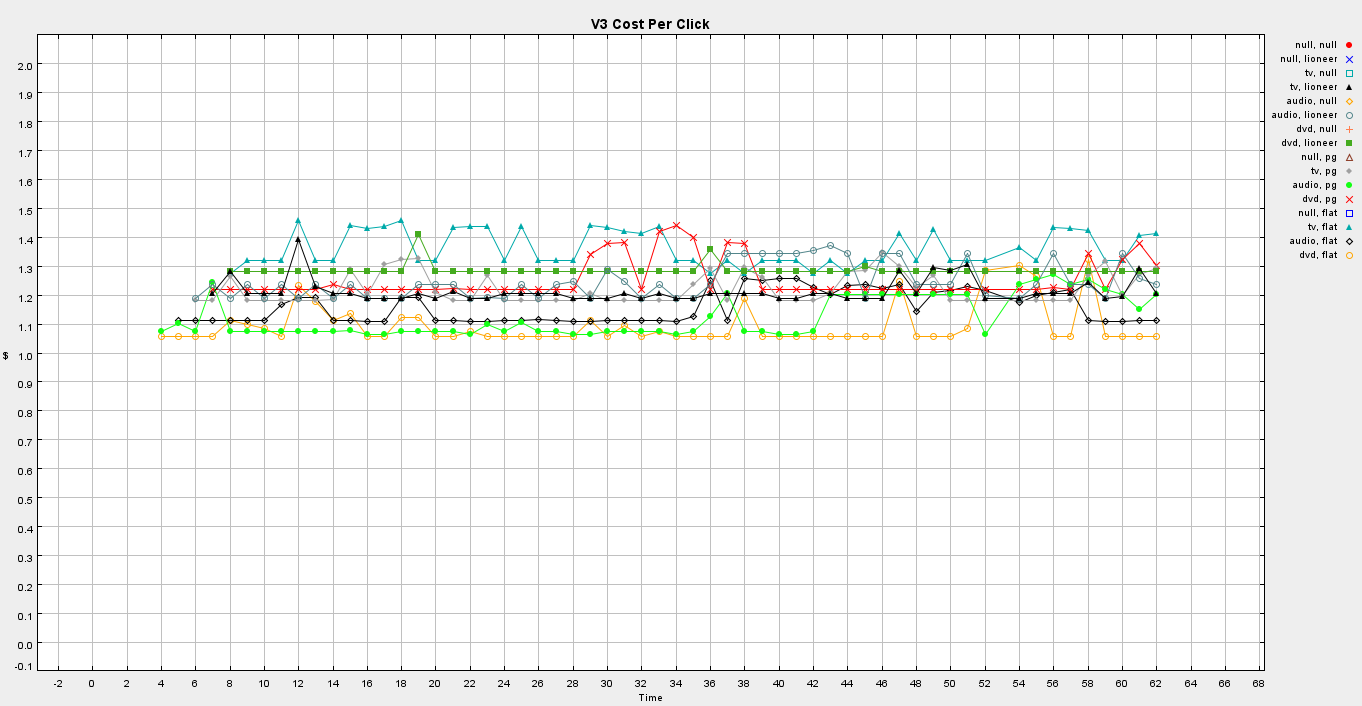 V3 Cost Per Click
2.0
1.9
1.8
1.7
1.6
1.5
1.4
1.3
1.2
1.1
1.0
0.9
0.8
0.7
0.6
0.5
0.4
0.3
0.2
0.1
0.0
-0.1
$
-2 0 2 4 6 8 10 12 14 16 18 20 22 24 26 28 30 32 34 36 38 40 42 44 46 48 50 52 54 56 58 60 62 64 66 68
Time
null, null
null, lioneer
tv, null
tv, lioneer
audio, null
audio, lioneer
dvd, null
dvd, lioneer
null, pg
tv, pg
audio, pg
dvd, pg
null, flat
tv, flat
audio, flat
dvd, flat